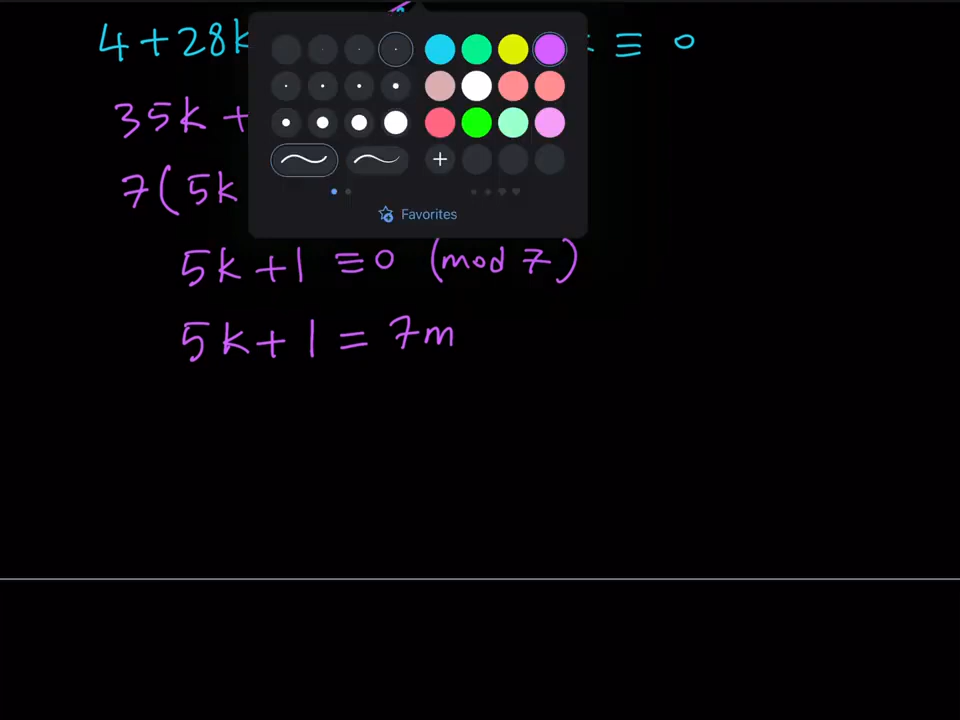 4 + 28k ≡ 0
35k +
7(5k
Favorites
5k + 1 ≡ 0 (mod 7)
5k + 1 = 7m